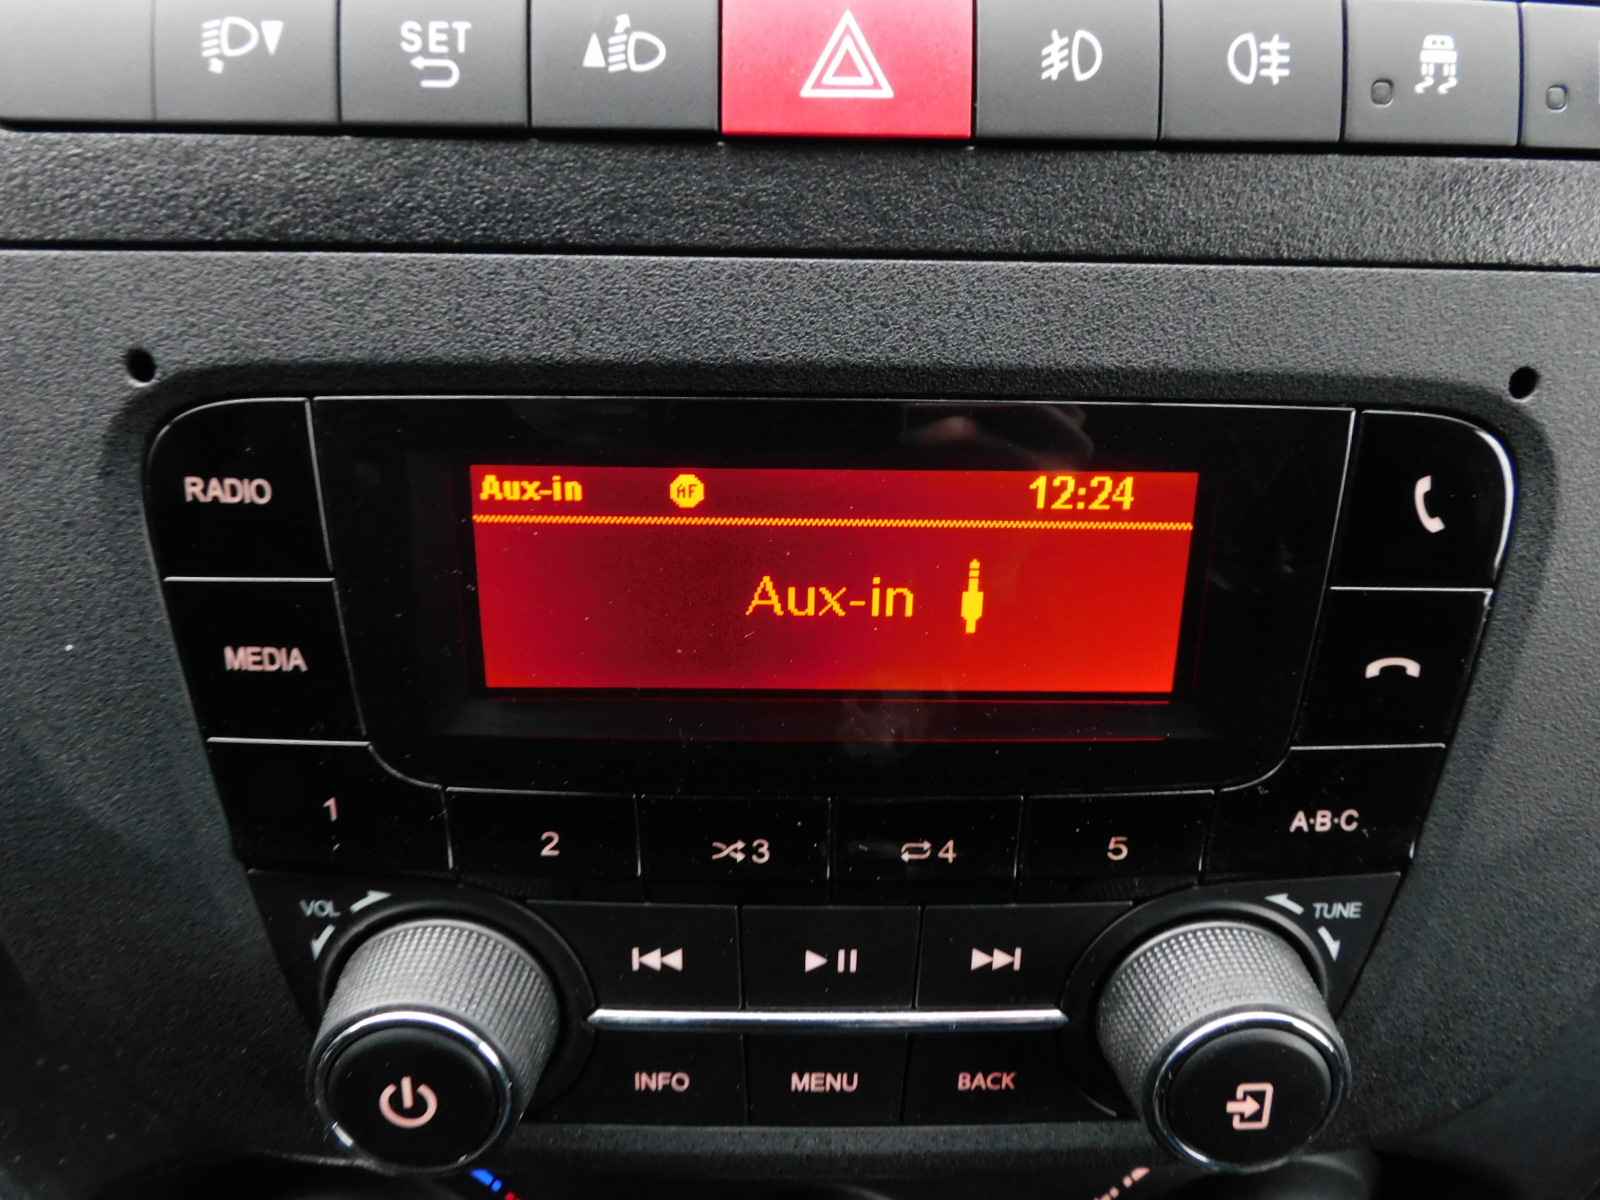 SET
Aux-in AF 12:24
Aux-in
RADIO
MEDIA
1 2 3 4 5 A·B·C
VOL TUNE
INFO MENU BACK